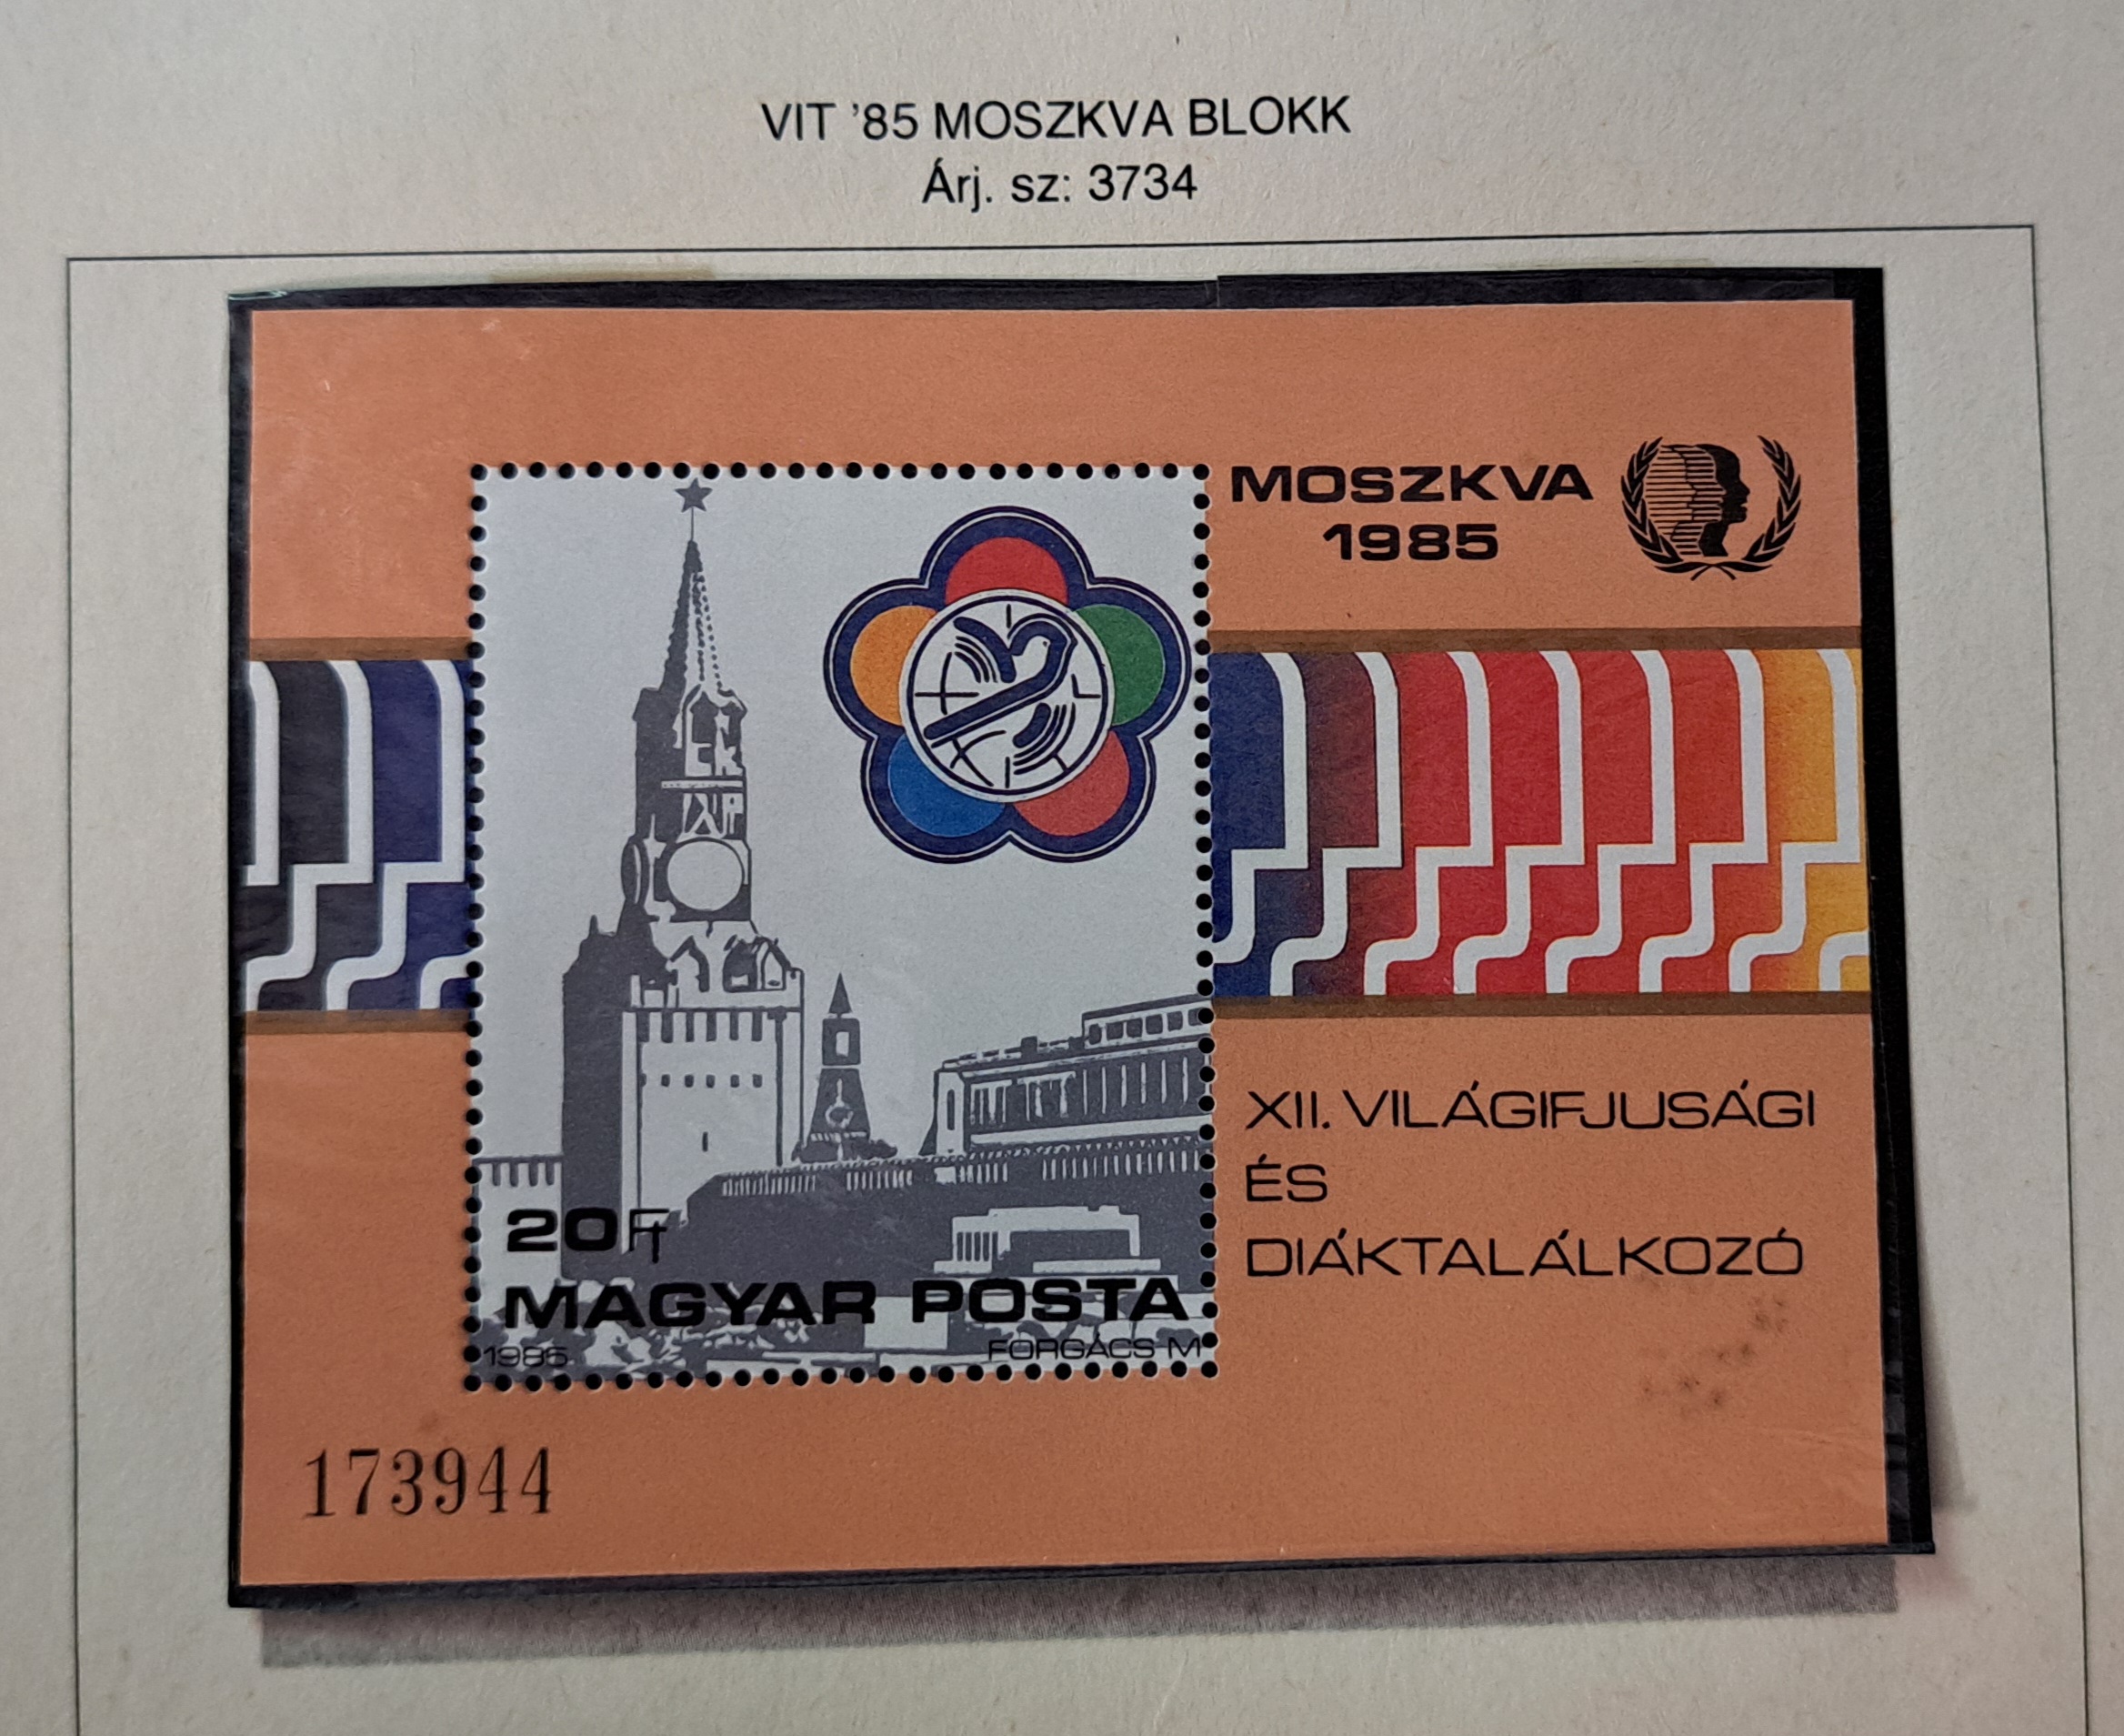 VIT ’85 MOSZKVA BLOKK
Árj. sz: 3734
MOSZKVA
1985
XII. VILÁGIFJUSÁGI
ÉS
DIÁKTALÁLKOZÓ
20Ft
MAGYAR POSTA
1985 FORGÁCS M
173944